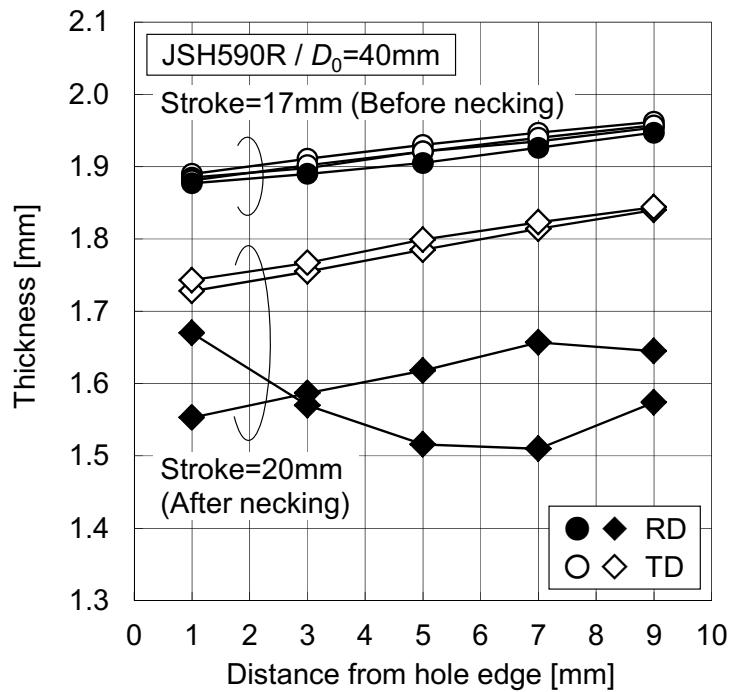 2.1
2.0
1.9
1.8
1.7
1.6
1.5
1.4
1.3
Thickness [mm]
JSH590R / D0=40mm
Stroke=17mm (Before necking)
Stroke=20mm
(After necking)
RD
TD
0 1 2 3 4 5 6 7 8 9 10
Distance from hole edge [mm]